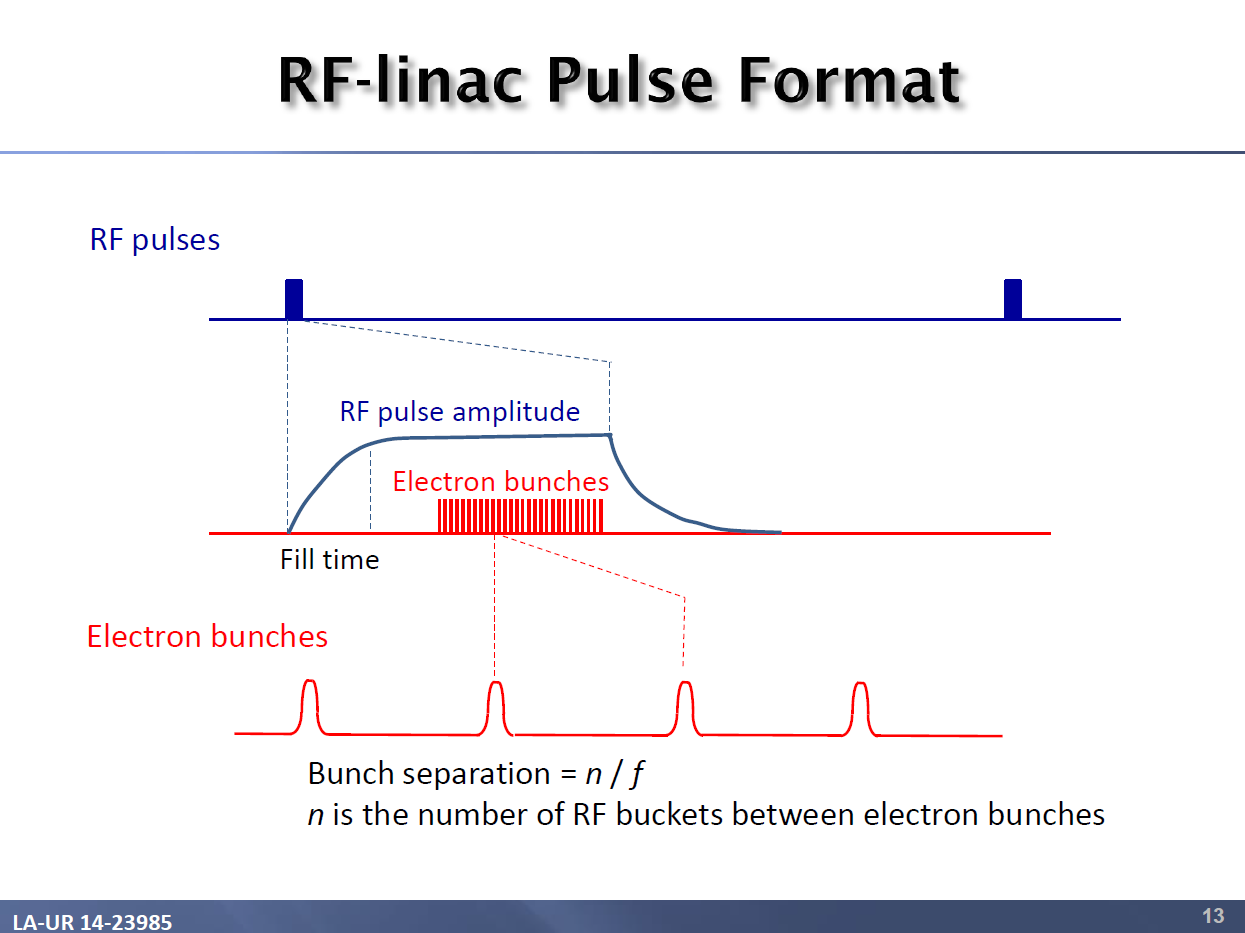 RF-linac Pulse Format
RF pulses
RF pulse amplitude
Electron bunches
Fill time
Electron bunches
Bunch separation = n / f
n is the number of RF buckets between electron bunches
LA-UR 14-23985
13